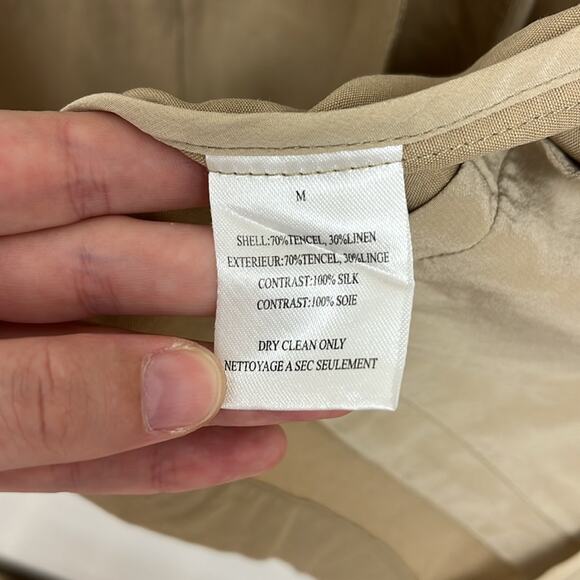 M
SHELL:70%TENCEL, 30%LINEN
EXTERIEUR:70%TENCEL, 30%LINGE
CONTRAST:100% SILK
CONTRAST:100% SOIE
DRY CLEAN ONLY
NETTOYAGE A SEC SEULEMENT